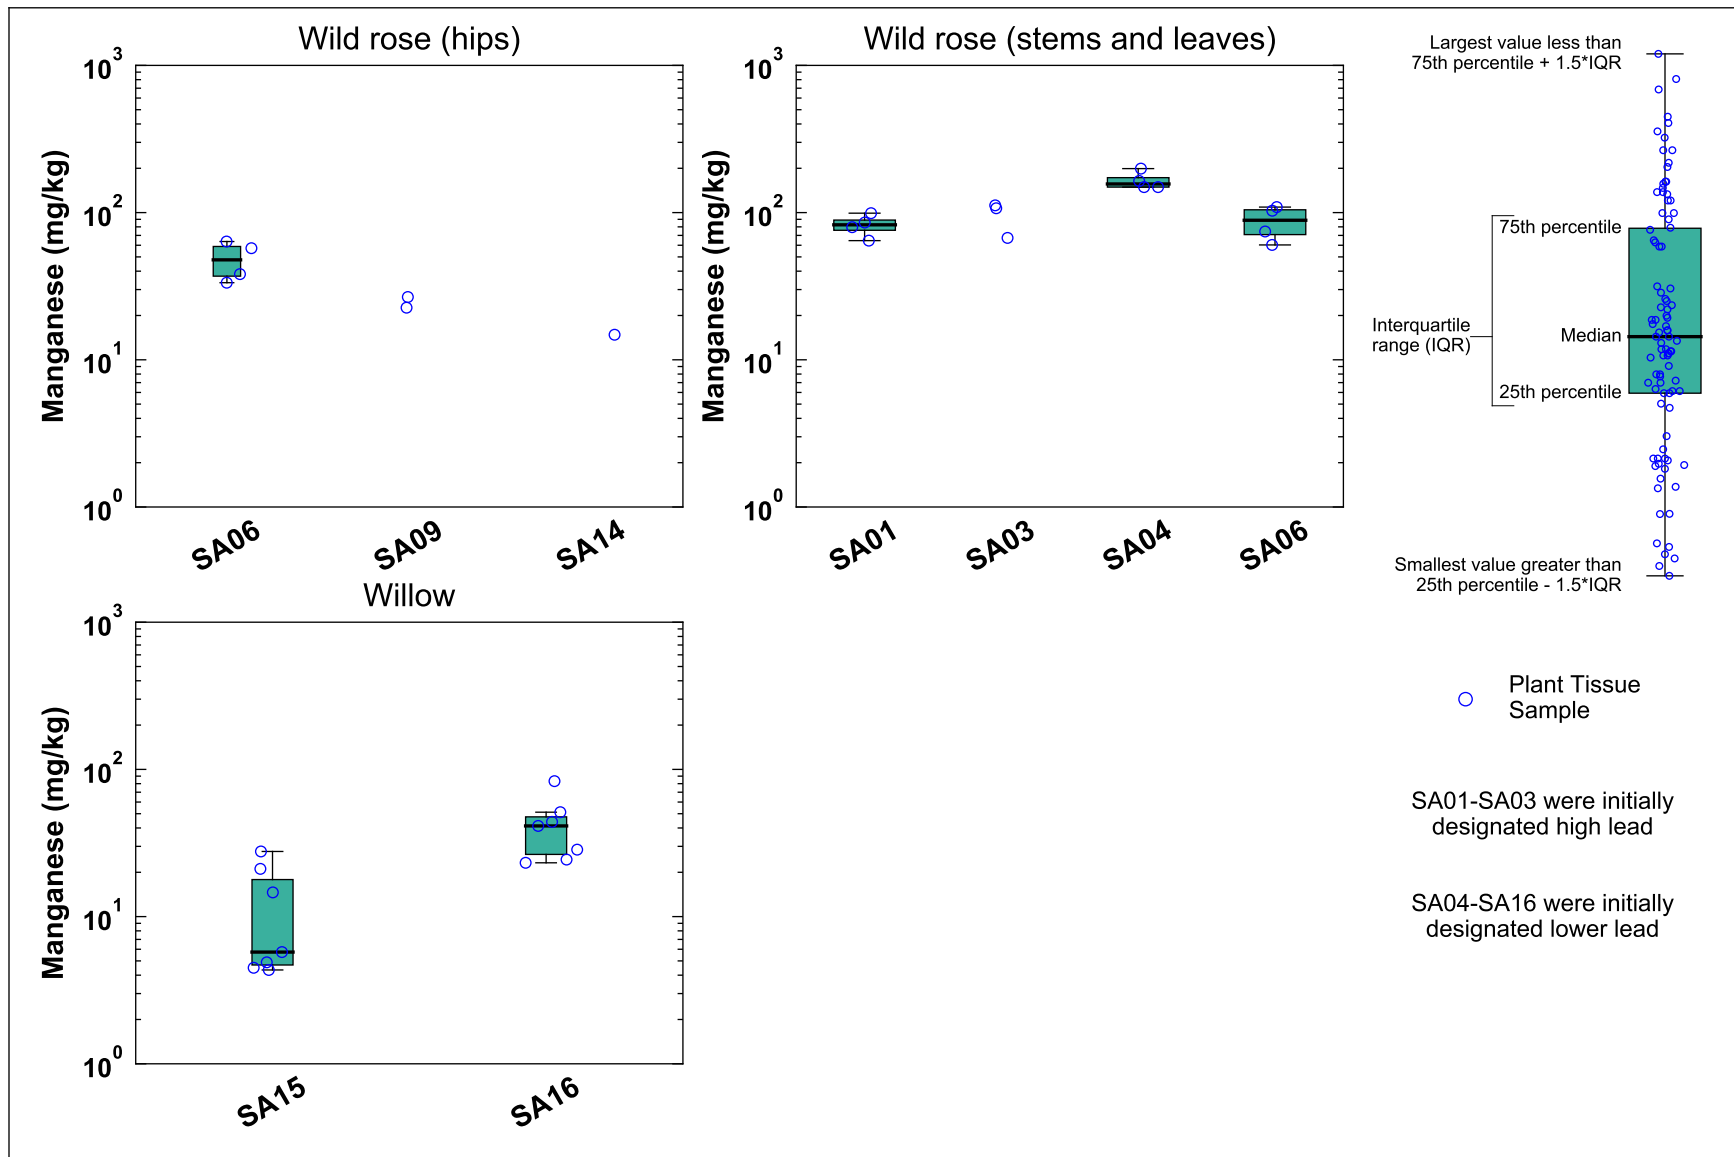 Wild rose (hips)
Manganese (mg/kg)
10^3
10^2
10^1
10^0
SA06
SA09
SA14
Wild rose (stems and leaves)
Manganese (mg/kg)
10^3
10^2
10^1
10^0
SA01
SA03
SA04
SA06
Largest value less than
75th percentile + 1.5*IQR
75th percentile
Interquartile
range (IQR)
Median
25th percentile
Smallest value greater than
25th percentile - 1.5*IQR
Willow
Manganese (mg/kg)
10^3
10^2
10^1
10^0
SA15
SA16
Plant Tissue
Sample
SA01-SA03 were initially
designated high lead
SA04-SA16 were initially
designated lower lead